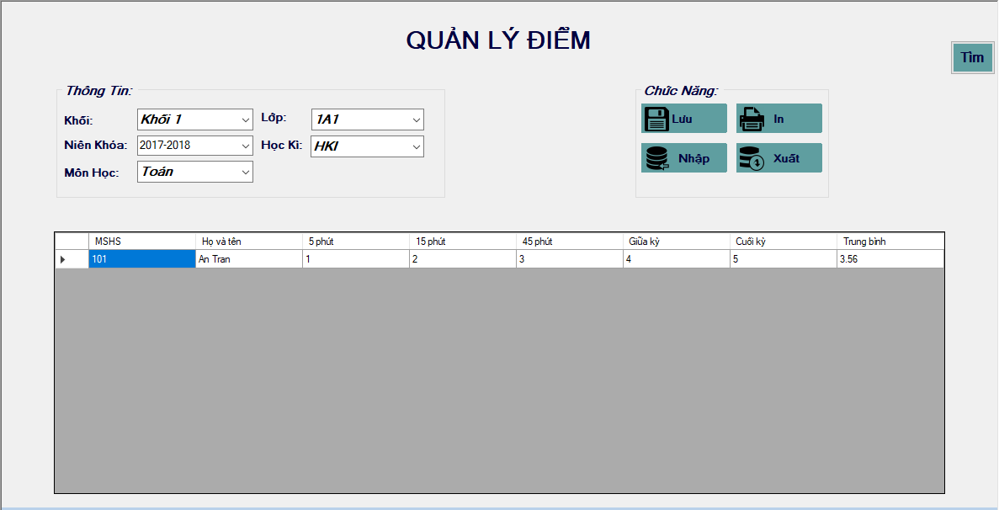 QUẢN LÝ ĐIỂM
Tìm
Thông Tin:
Khối: Khối 1 Lớp: 1A1
Niên Khóa: 2017-2018 Học Kì: HKI
Môn Học: Toán
Chức Năng:
Lưu In
Nhập Xuất
MSHS Họ và tên 5 phút 15 phút 45 phút Giữa kỳ Cuối kỳ Trung bình
101 An Tran 1 2 3 4 5 3.56